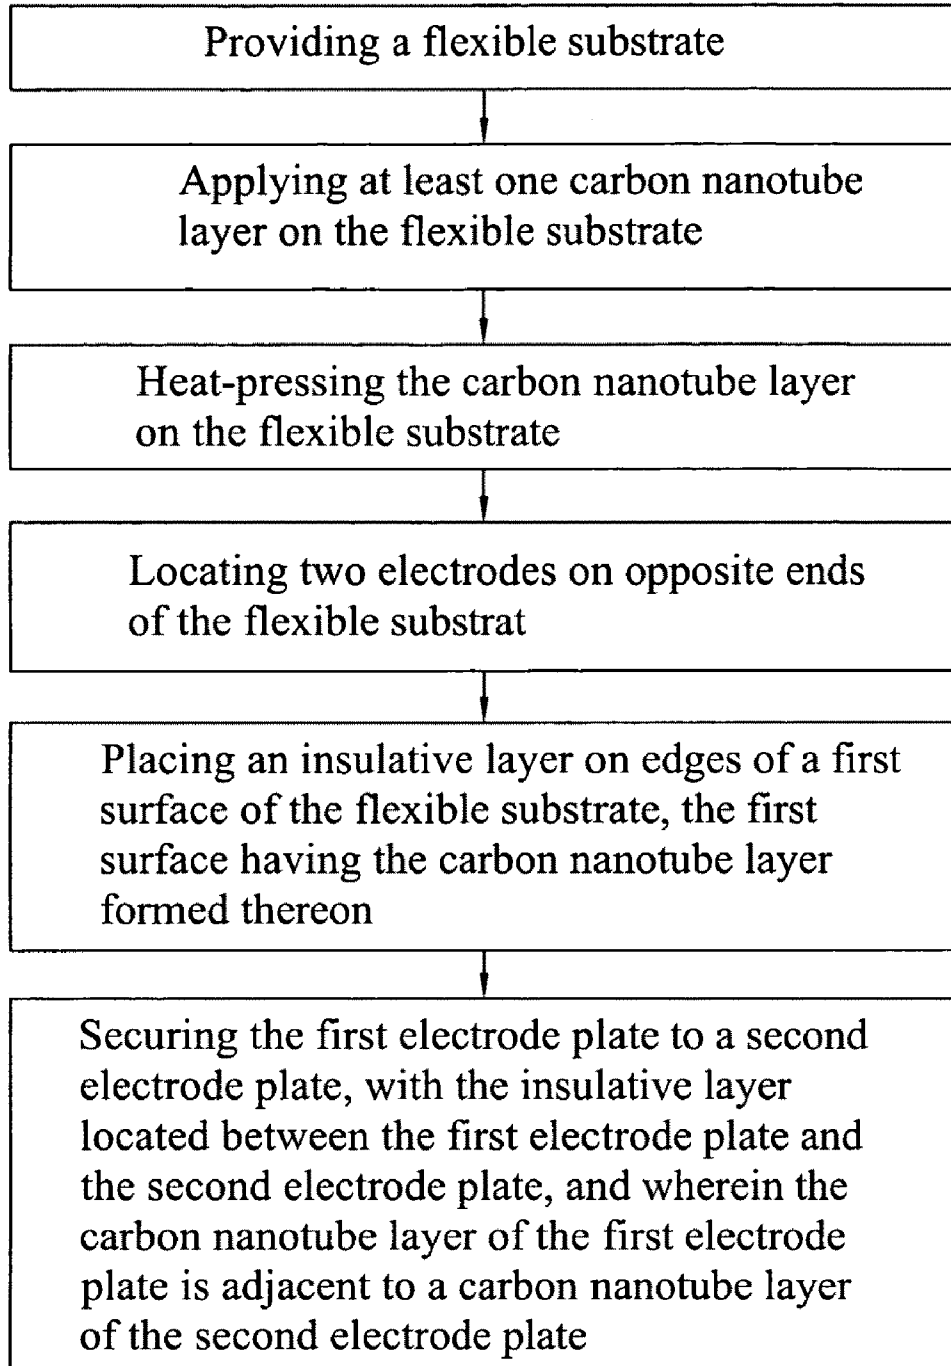 Providing a flexible substrate
Applying at least one carbon nanotube
layer on the flexible substrate
Heat-pressing the carbon nanotube layer
on the flexible substrate
Locating two electrodes on opposite ends
of the flexible substrat
Placing an insulative layer on edges of a first
surface of the flexible substrate, the first
surface having the carbon nanotube layer
formed thereon
Securing the first electrode plate to a second
electrode plate, with the insulative layer
located between the first electrode plate and
the second electrode plate, and wherein the
carbon nanotube layer of the first electrode
plate is adjacent to a carbon nanotube layer
of the second electrode plate